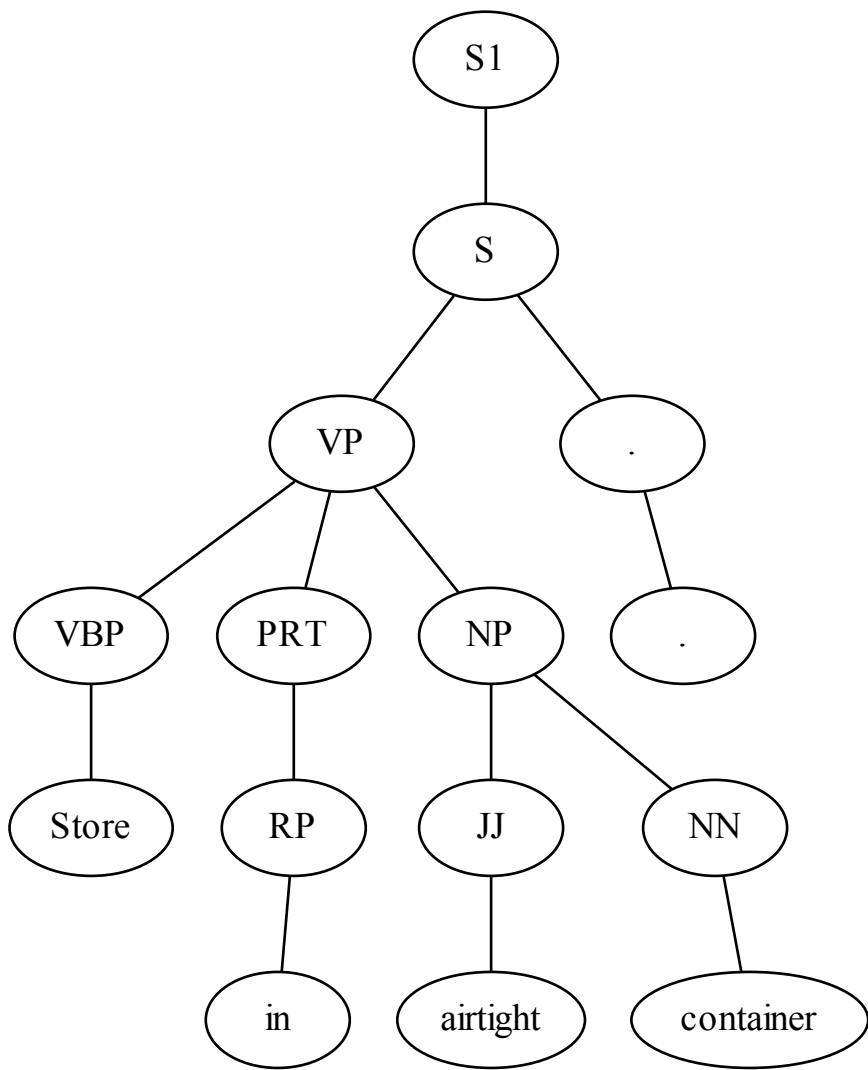 S1
S
VP .
VBP PRT NP .
Store RP JJ NN
in airtight container